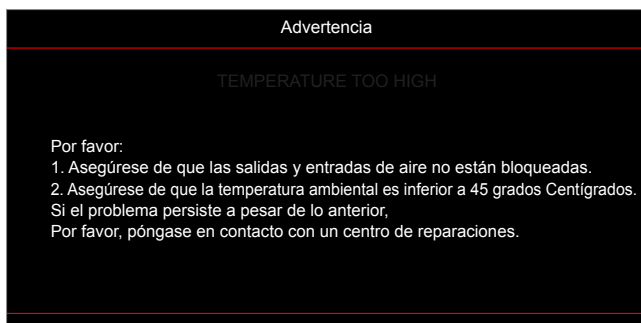 Advertencia
TEMPERATURE TOO HIGH
Por favor:
1. Asegúrese de que las salidas y entradas de aire no están bloqueadas.
2. Asegúrese de que la temperatura ambiental es inferior a 45 grados Centígrados.
Si el problema persiste a pesar de lo anterior,
Por favor, póngase en contacto con un centro de reparaciones.